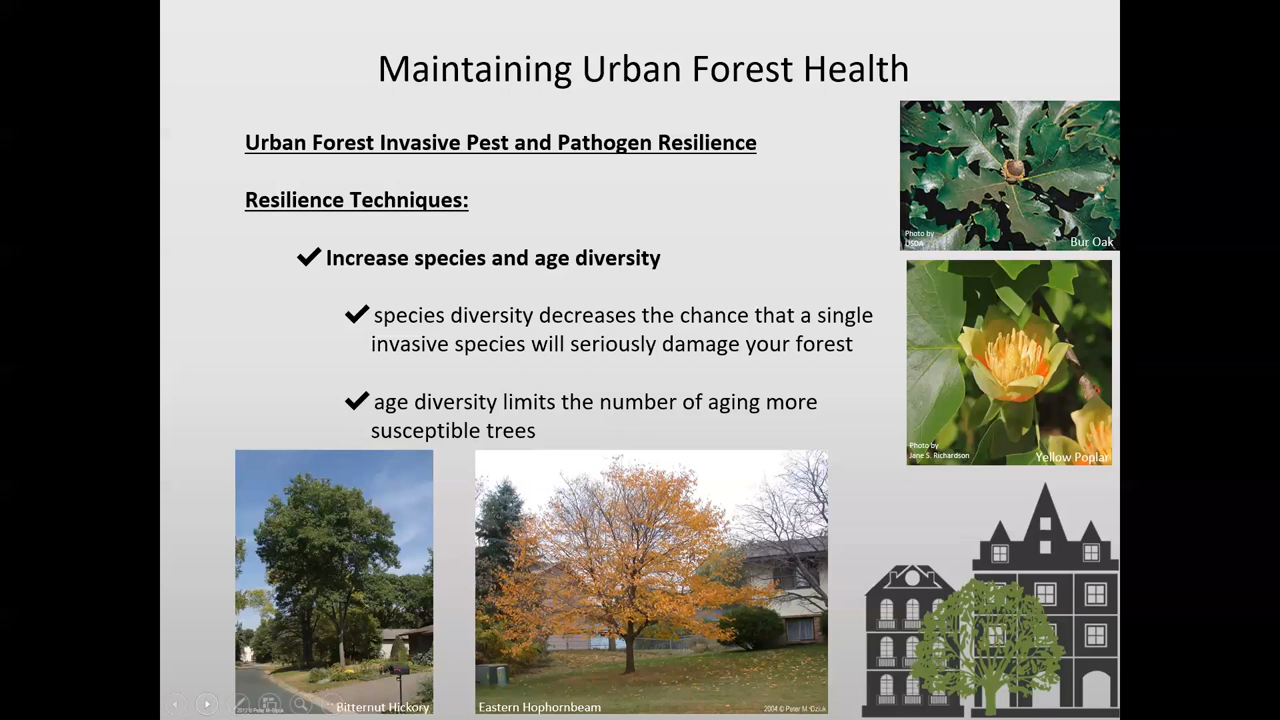 Maintaining Urban Forest Health
Urban Forest Invasive Pest and Pathogen Resilience
Resilience Techniques:
Increase species and age diversity
species diversity decreases the chance that a single
invasive species will seriously damage your forest
age diversity limits the number of aging more
susceptible trees
Photo by
USDA
Bur Oak
Photo by
Jane S. Richardson
Yellow Poplar
Bitternut Hickory
Eastern Hophornbeam
2004 © Peter M.